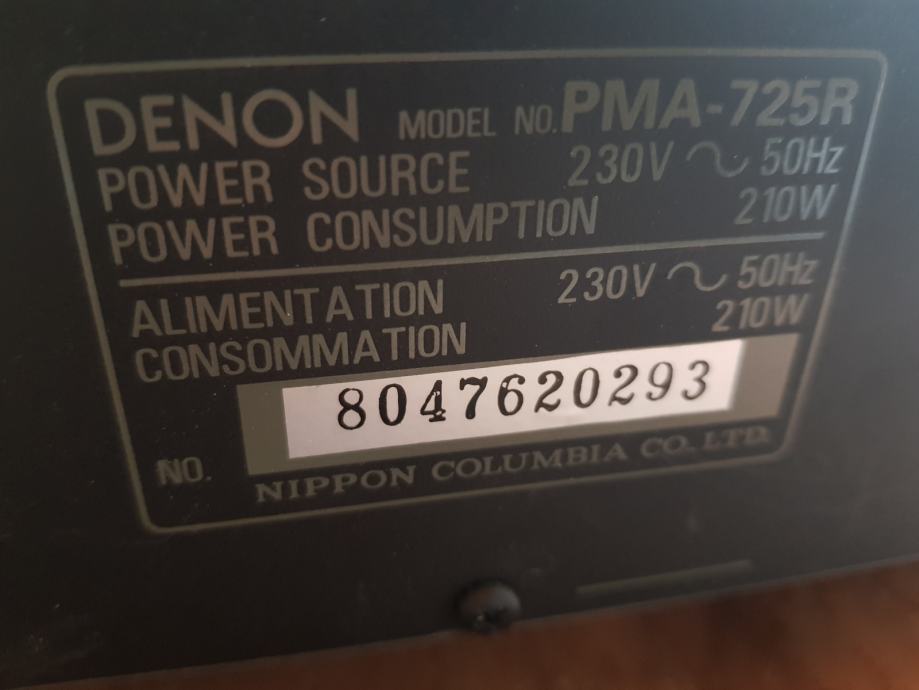 DENON MODEL NO. PMA-725R
POWER SOURCE 230V ∿ 50Hz
POWER CONSUMPTION 210W
ALIMENTATION 230V ∿ 50Hz
CONSOMMATION 210W
NO. 8047620293
NIPPON COLUMBIA CO. LTD.